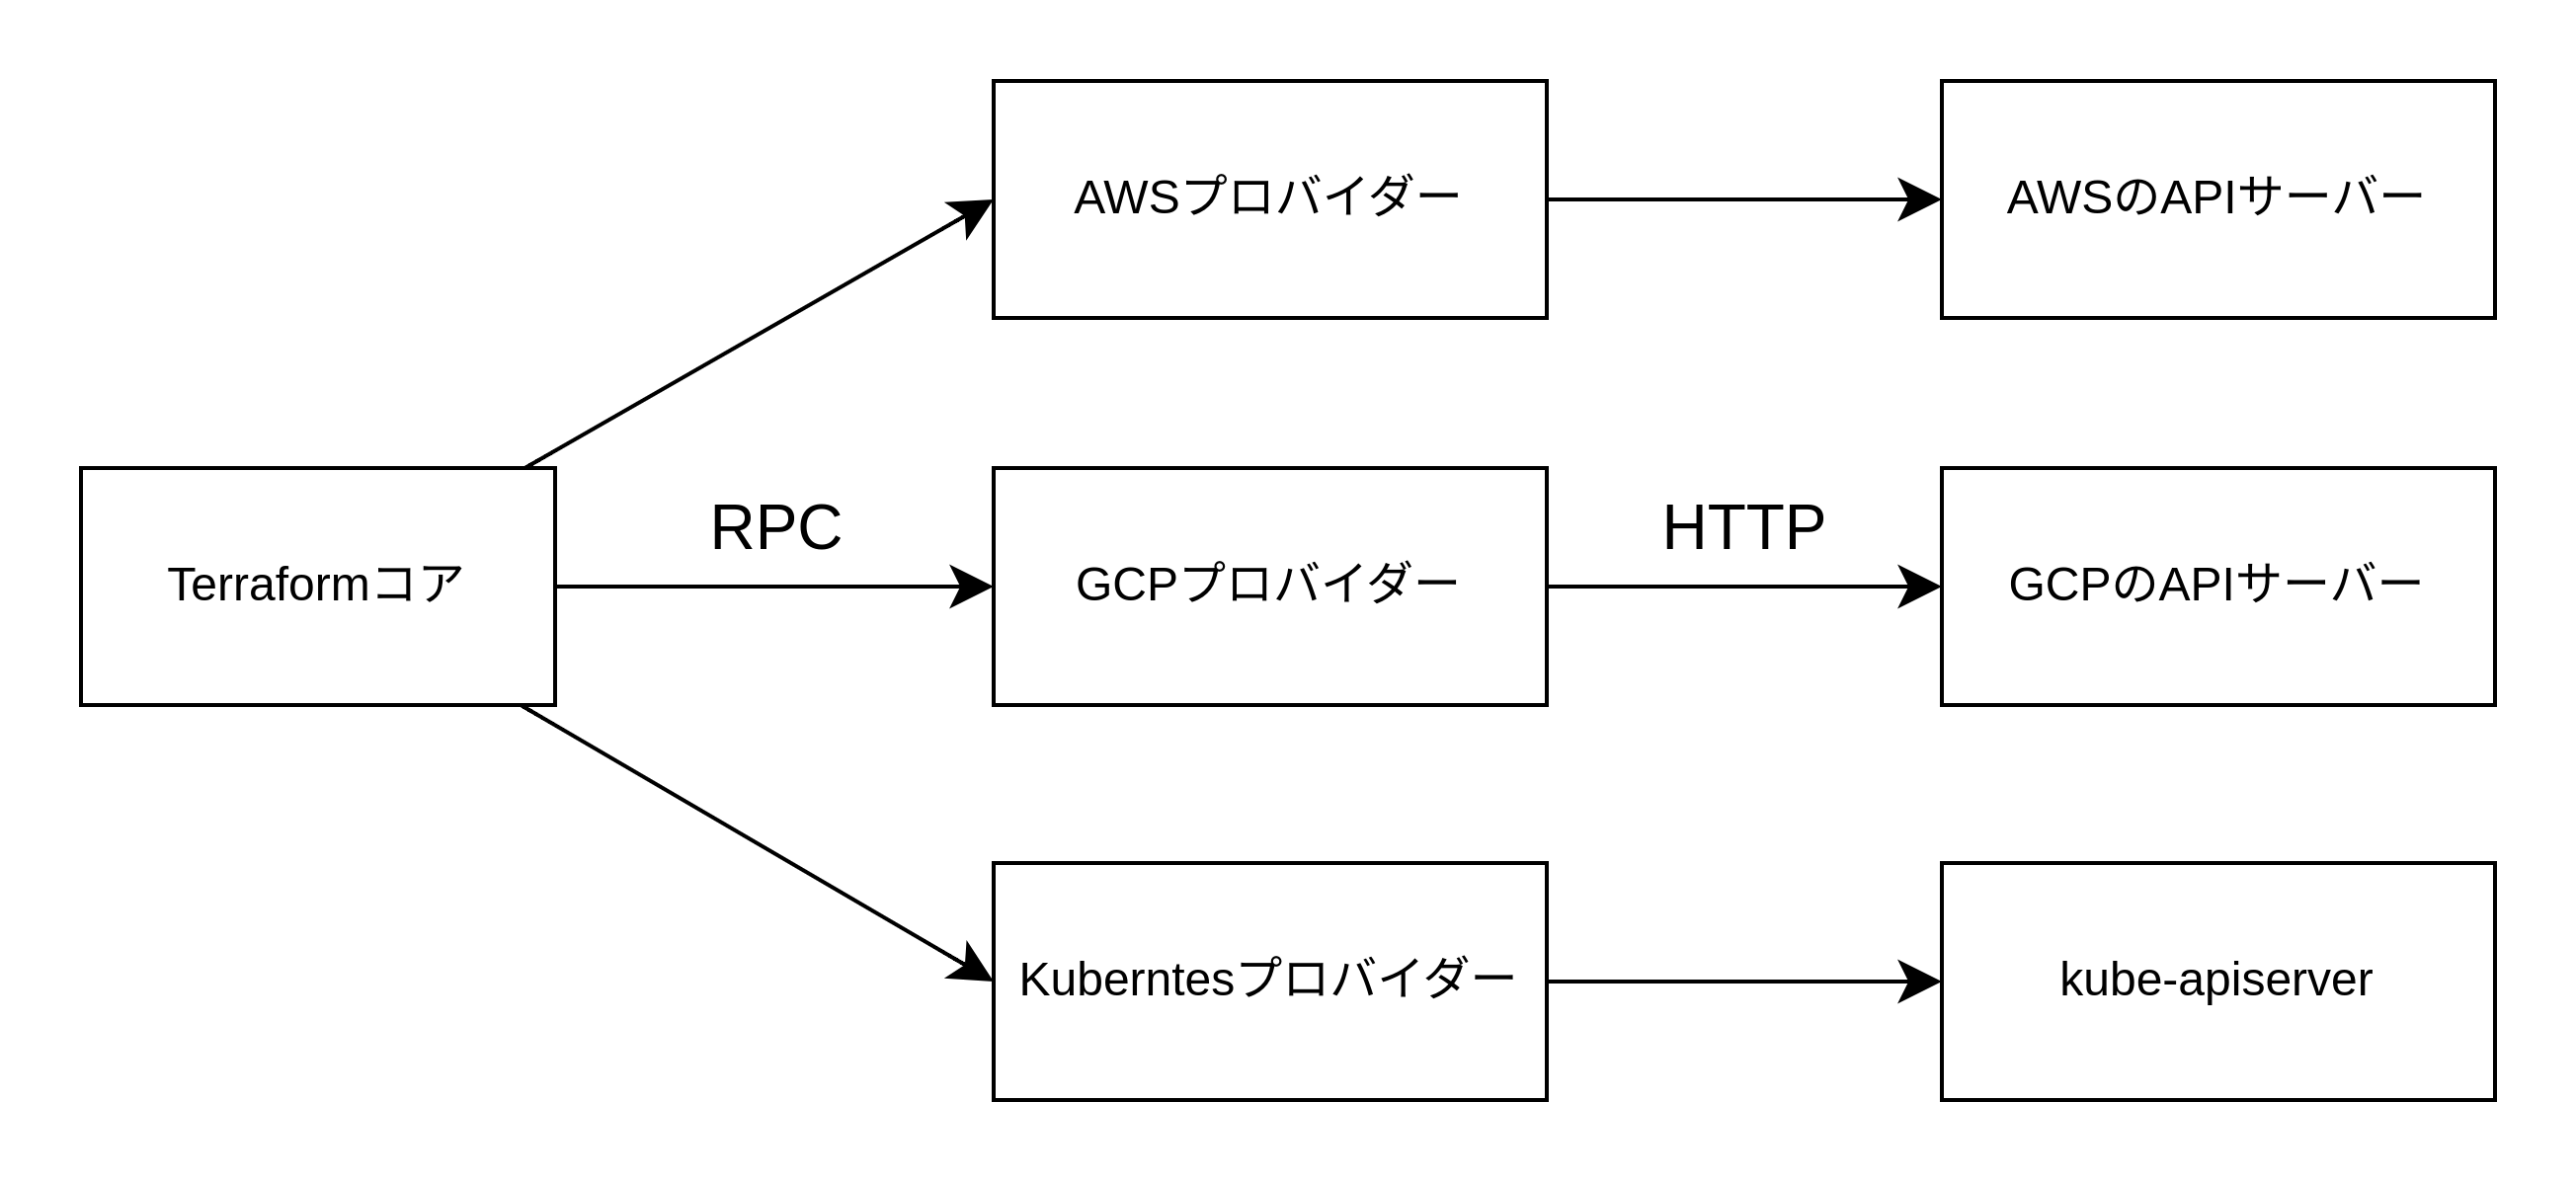 AWSプロバイダー
AWSのAPIサーバー
Terraformコア
RPC
GCPプロバイダー
HTTP
GCPのAPIサーバー
Kuberntesプロバイダー
kube-apiserver